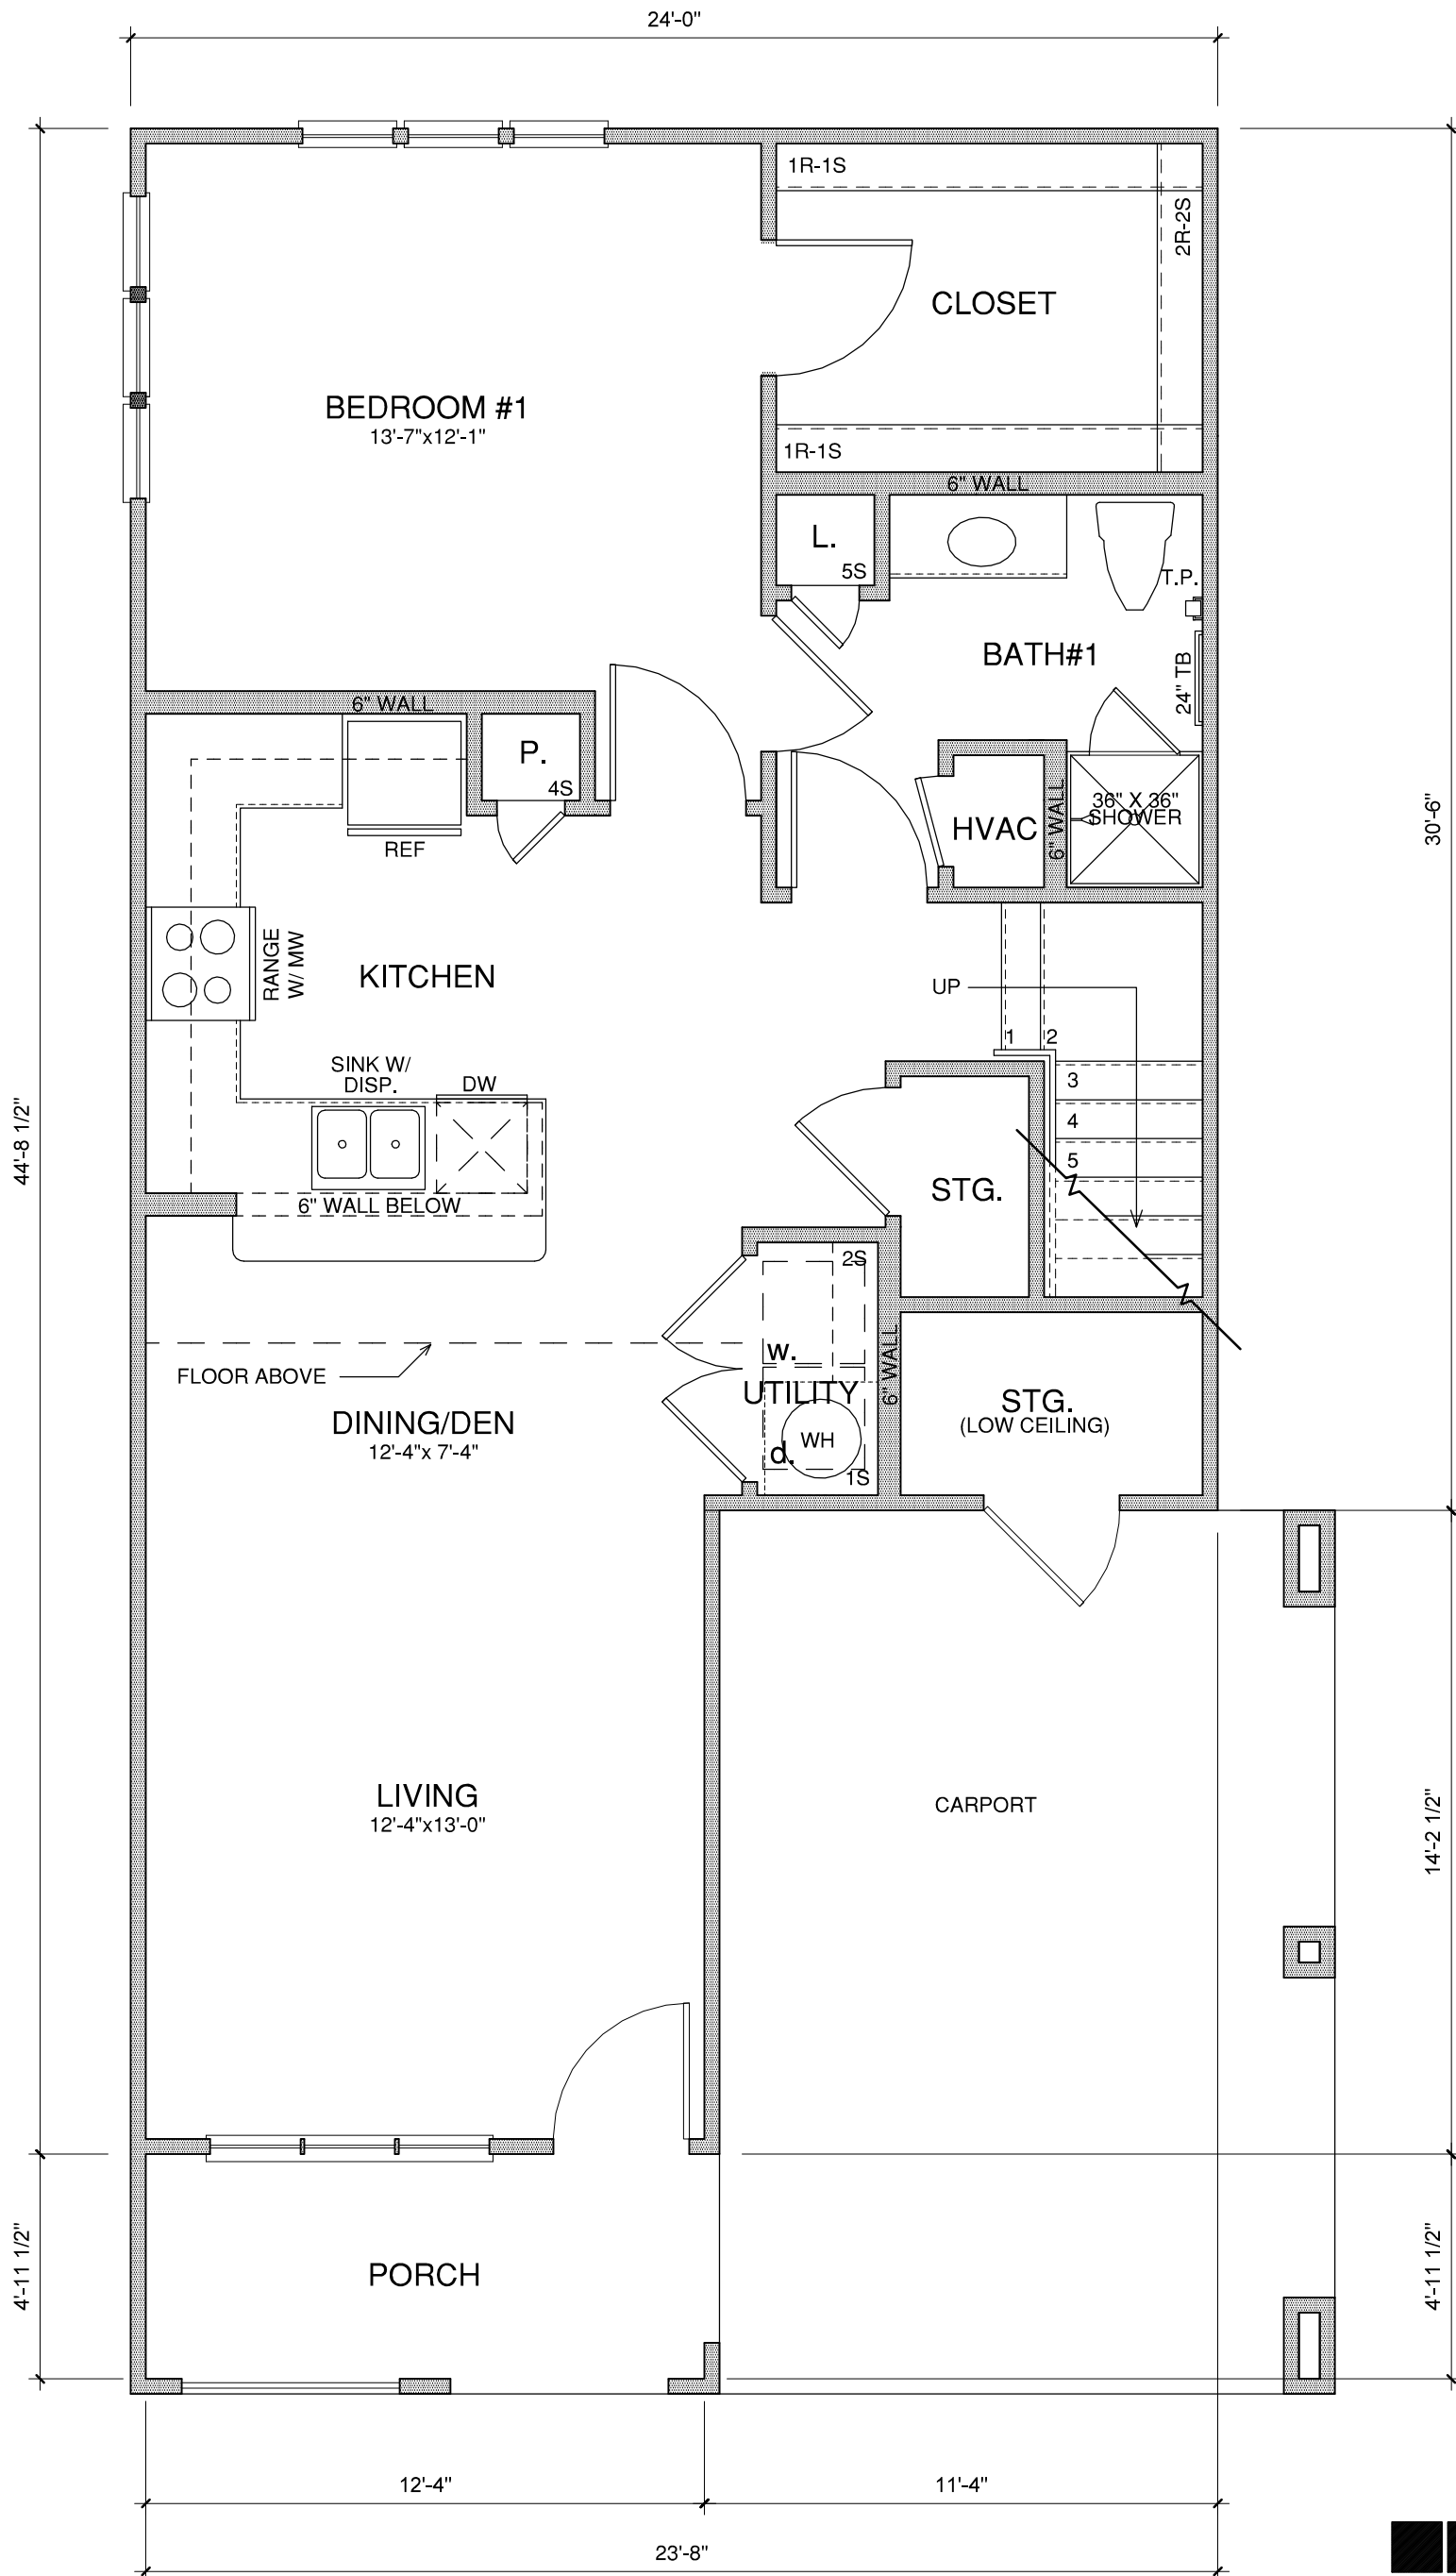 24'-0"
1R-1S
2R-2S
CLOSET
BEDROOM #1
13'-7"x12'-1"
1R-1S
6" WALL
L.
5S
T.P.
BATH#1
24" TB
6" WALL
P.
4S
REF
HVAC
6" WALL
36" X 36"
SHOWER
30'-6"
RANGE
W/ MW
KITCHEN
UP
1
2
3
4
5
SINK W/
DISP.
DW
44'-8 1/2"
STG.
6" WALL BELOW
2S
w.
FLOOR ABOVE
UTILITY
6" WALL
DINING/DEN
12'-4"x 7'-4"
STG.
(LOW CEILING)
d.
WH
1S
LIVING
12'-4"x13'-0"
CARPORT
14'-2 1/2"
4'-11 1/2"
PORCH
4'-11 1/2"
12'-4"
11'-4"
23'-8"